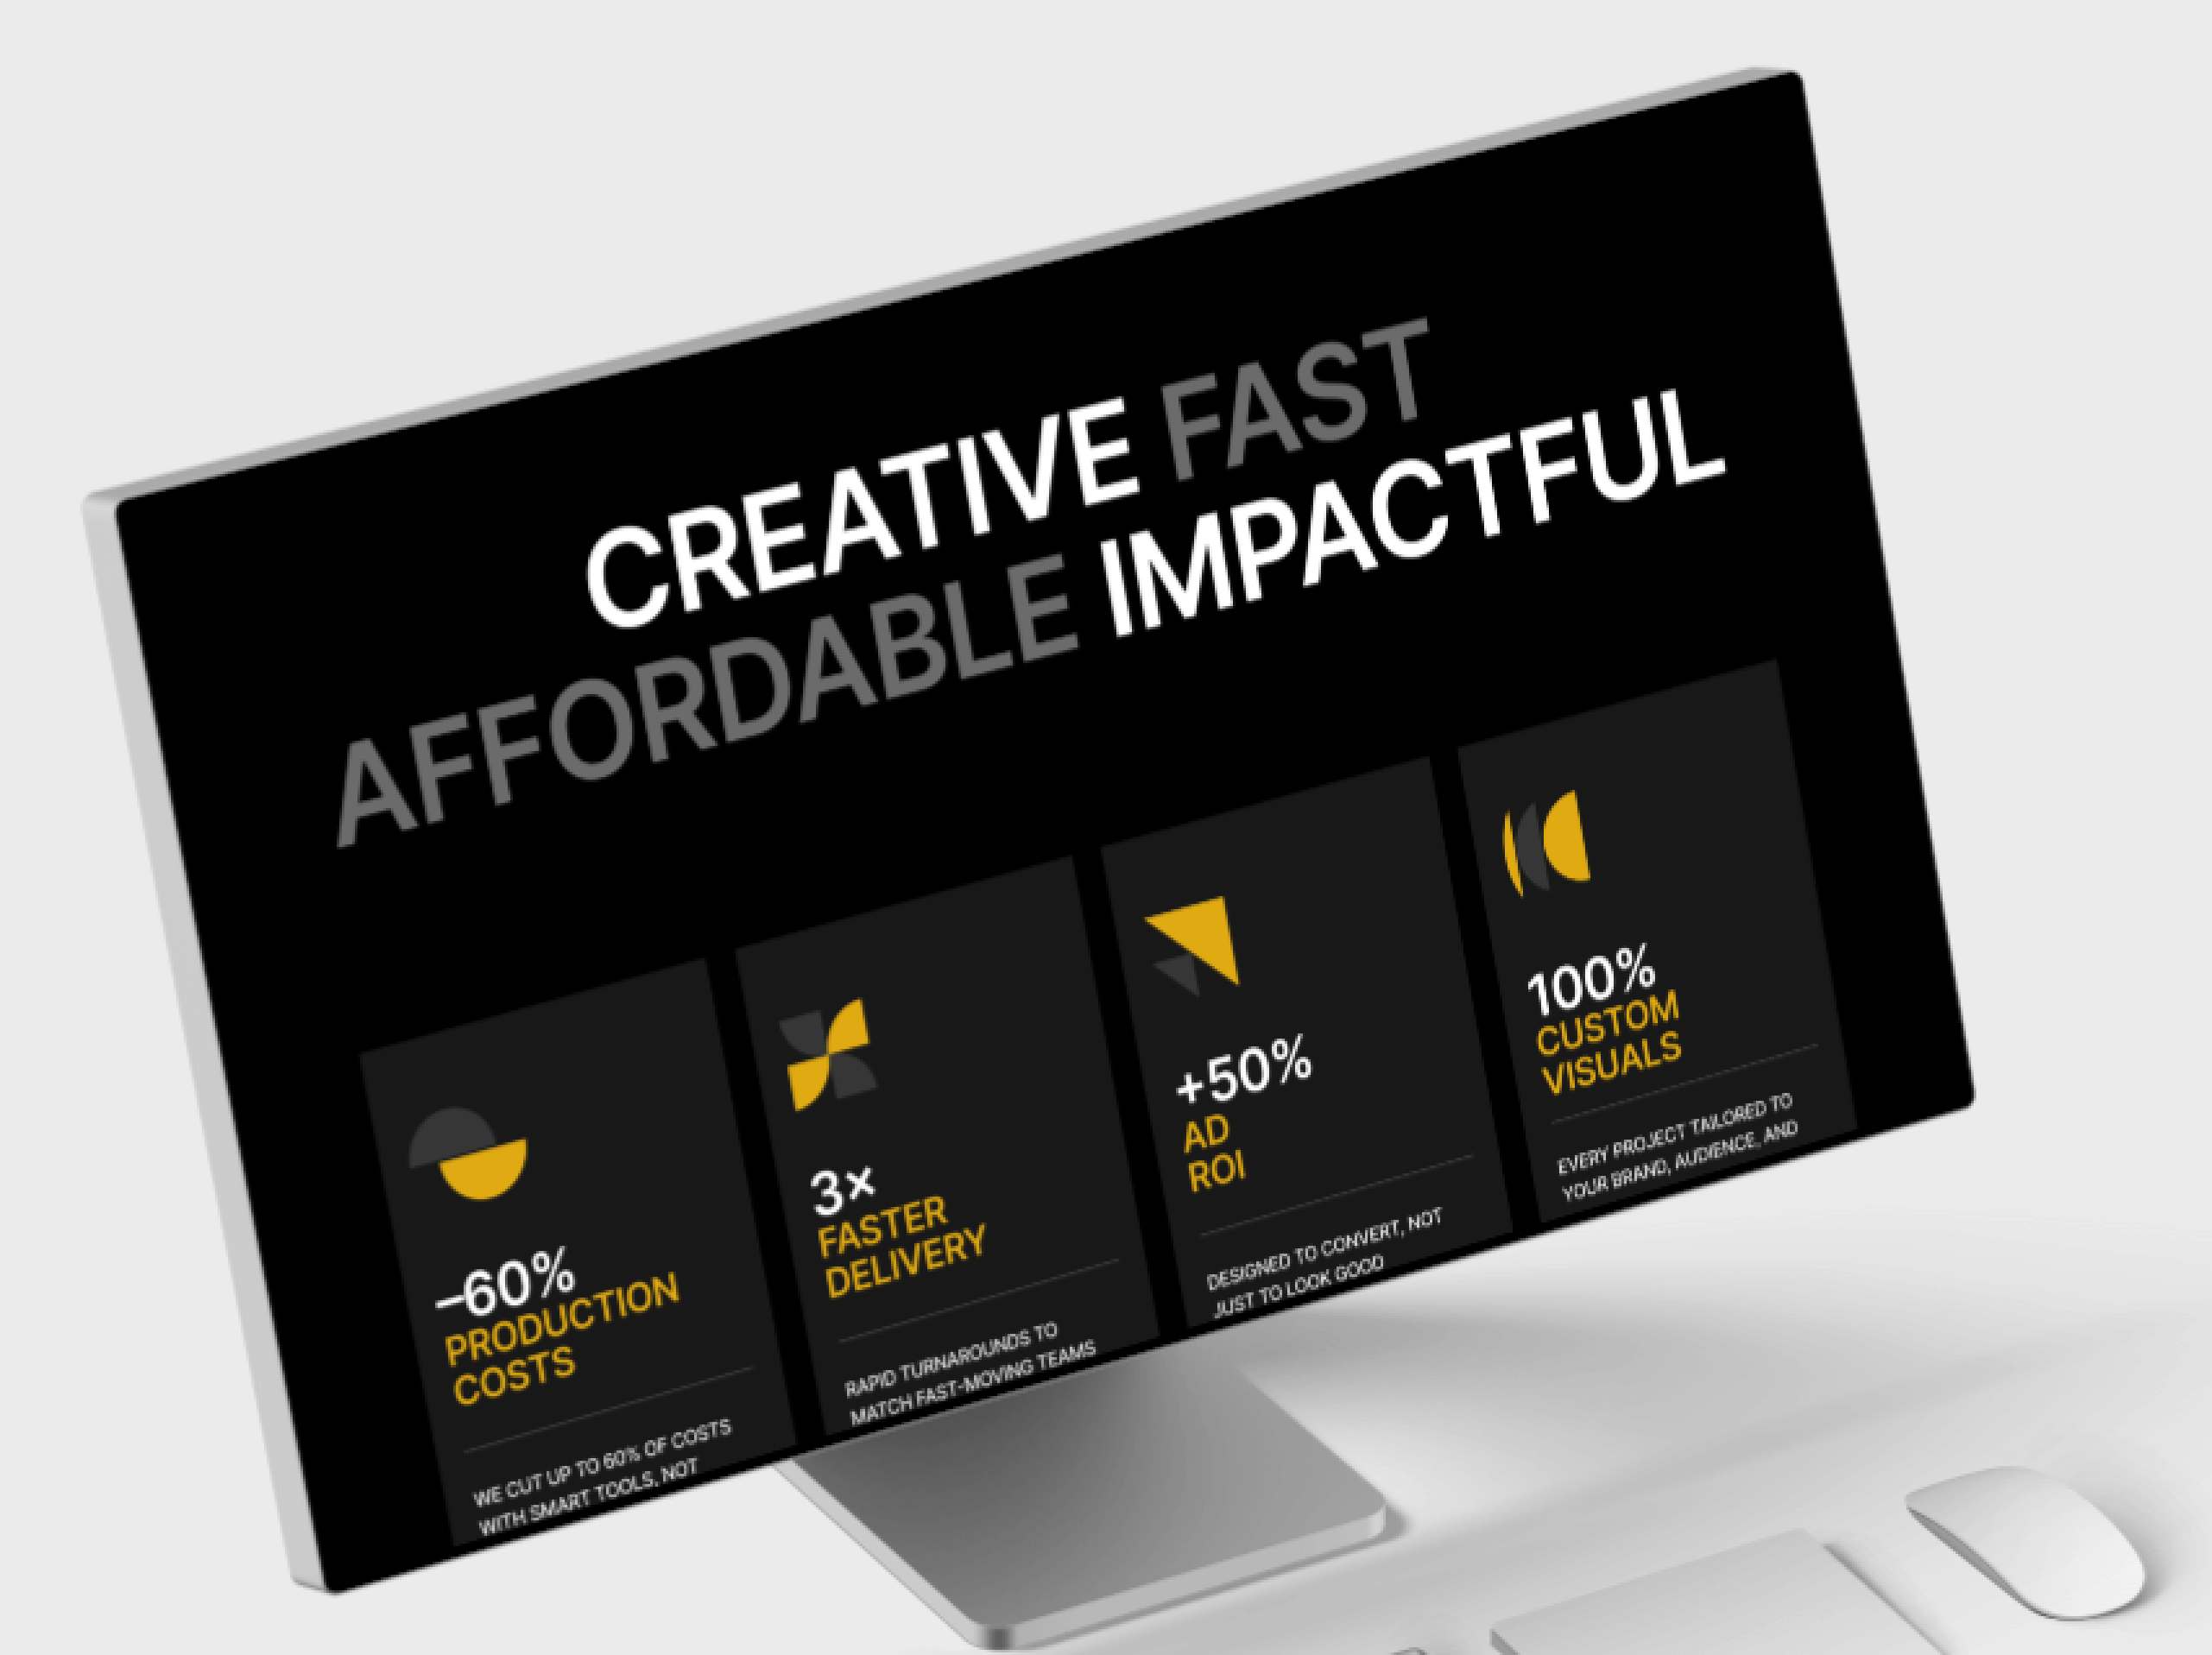 CREATIVE FAST
AFFORDABLE IMPACTFUL
–60%
PRODUCTION
COSTS
WE CUT UP TO 60% OF COSTS
WITH SMART TOOLS, NOT
3×
FASTER
DELIVERY
RAPID TURNAROUNDS TO
MATCH FAST-MOVING TEAMS
+50%
AD
ROI
DESIGNED TO CONVERT, NOT
JUST TO LOOK GOOD
100%
CUSTOM
VISUALS
EVERY PROJECT TAILORED TO
YOUR BRAND, AUDIENCE, AND